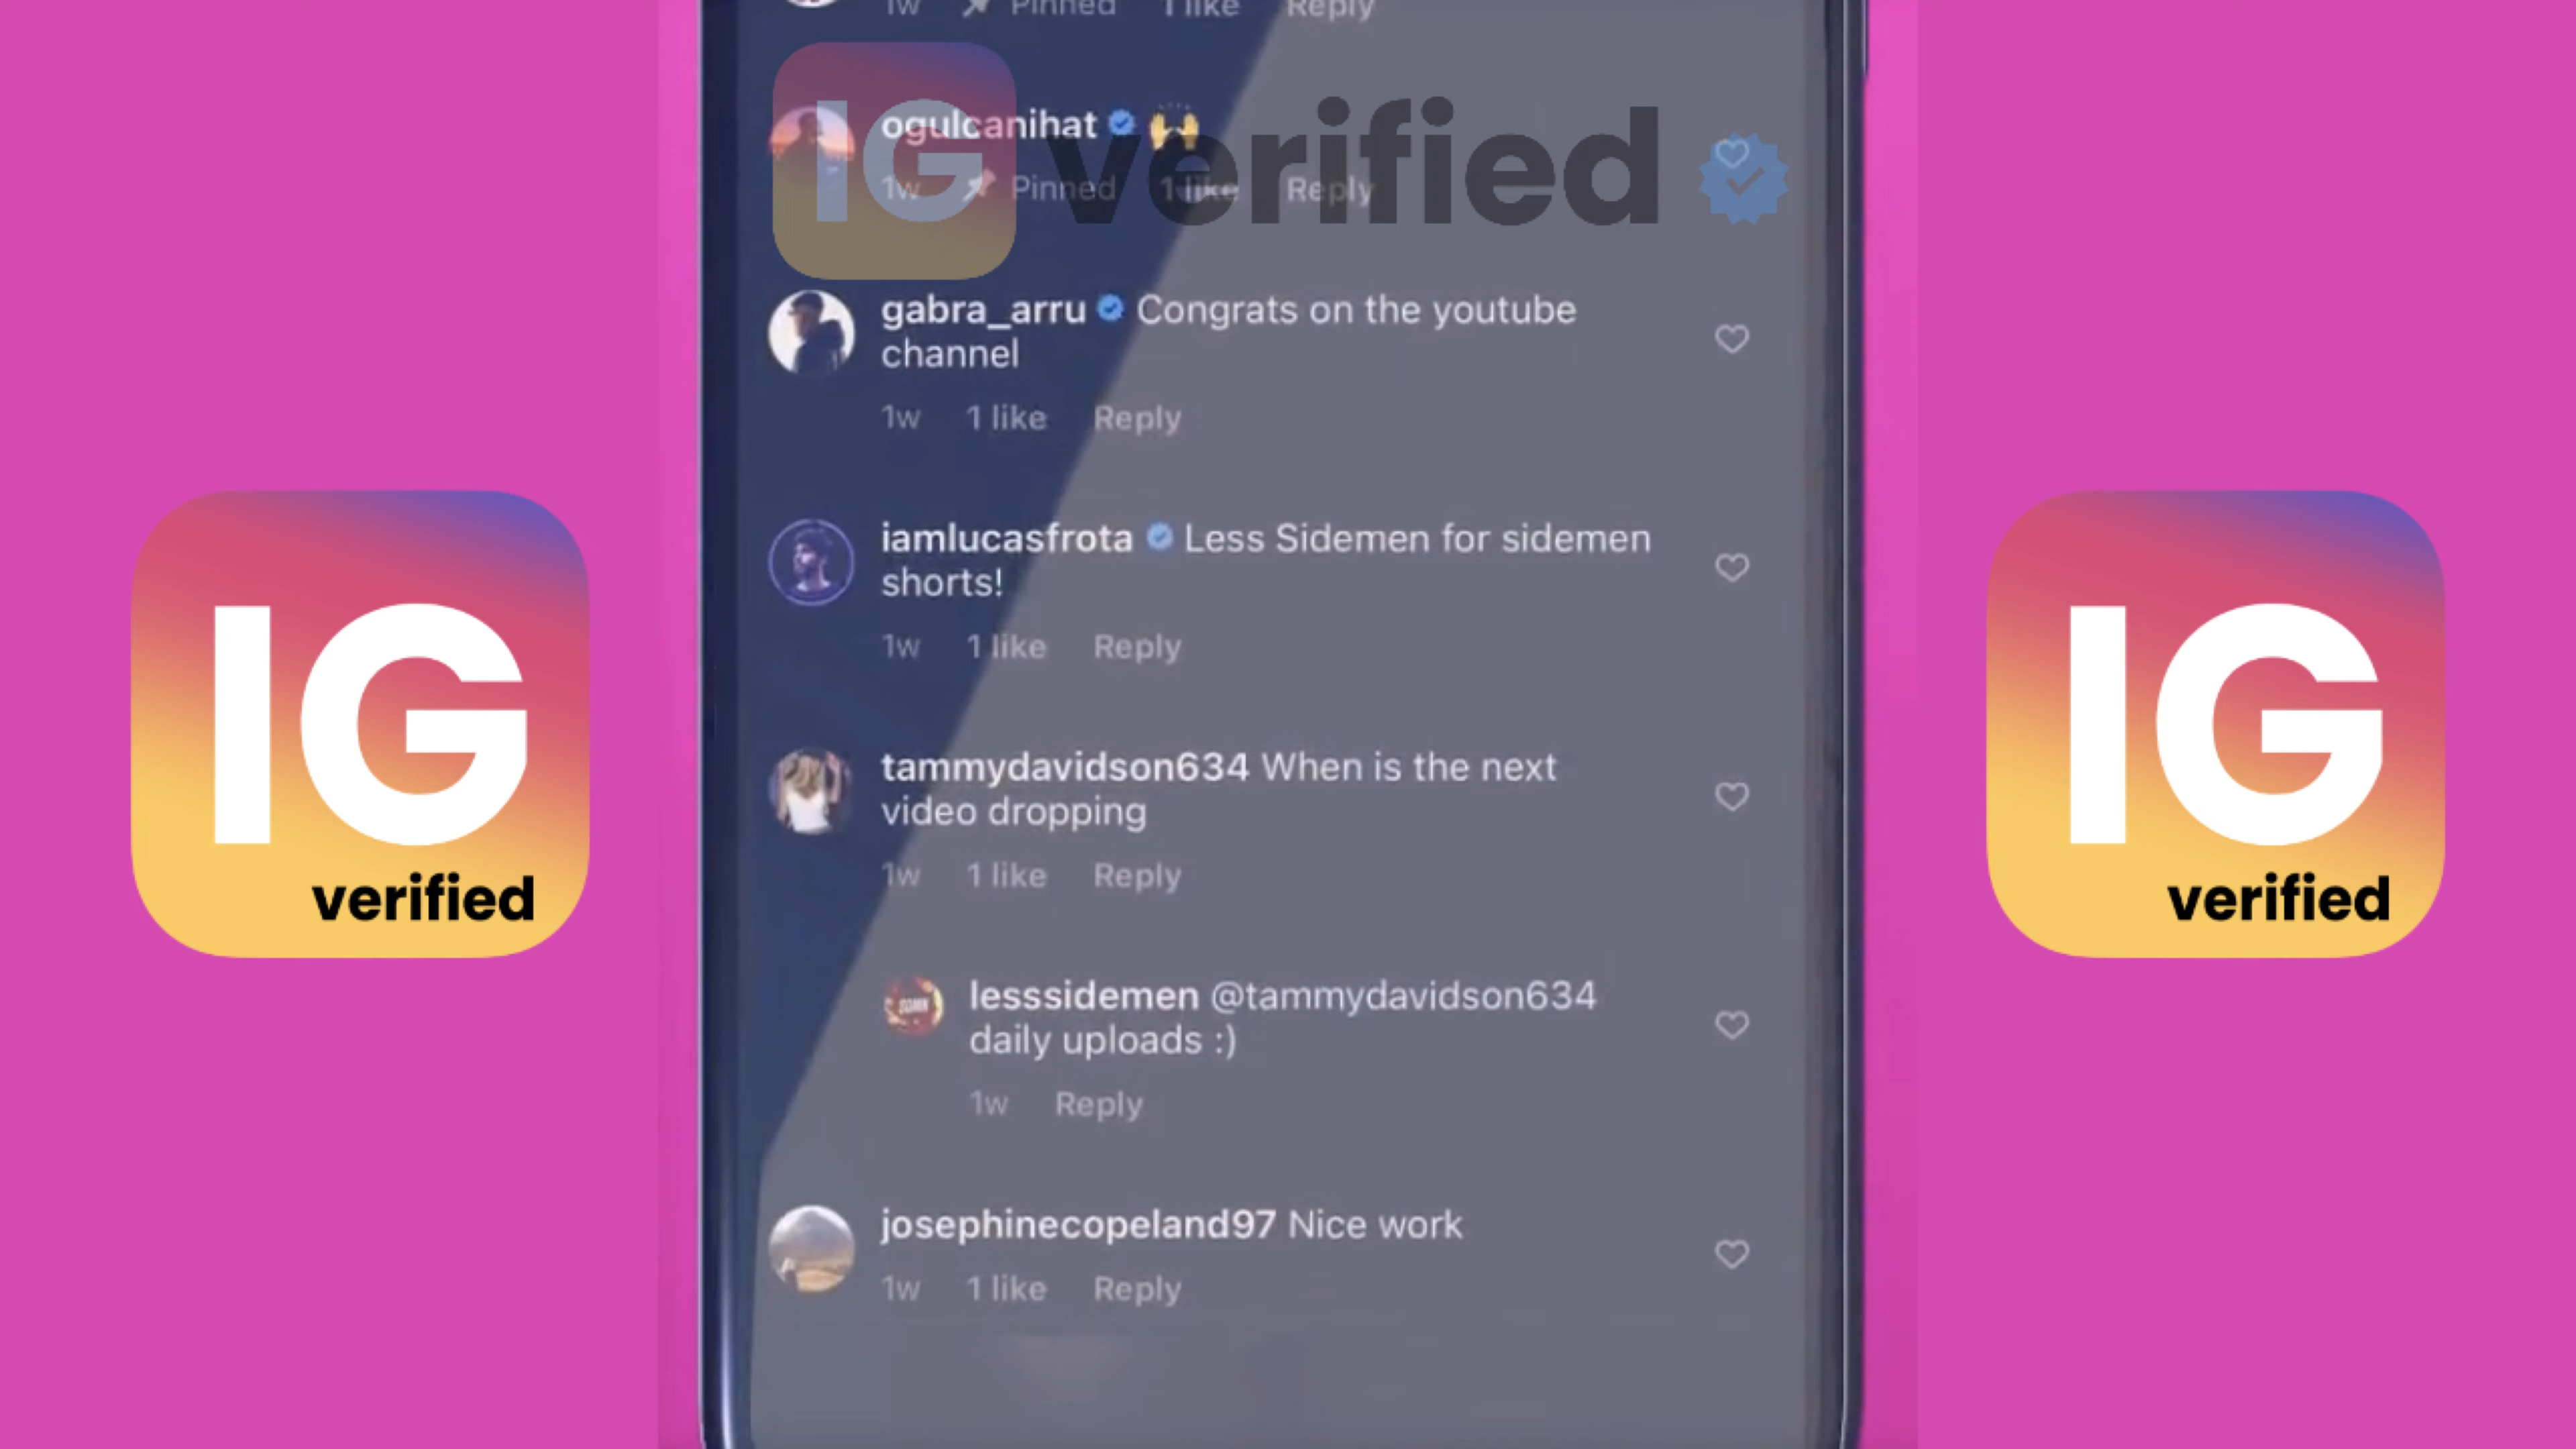 1w Pinned 1 like Reply
IG verified
ogulcanihat 🙌
1w Pinned 1 like Reply
gabra_arru Congrats on the youtube
channel
1w 1 like Reply
iamlucasfrota Less Sidemen for sidemen
shorts!
1w 1 like Reply
IG
verified
IG
verified
tammydavidson634 When is the next
video dropping
1w 1 like Reply
SDMN
lesssidemen @tammydavidson634
daily uploads :)
1w Reply
josephinecopeland97 Nice work
1w 1 like Reply